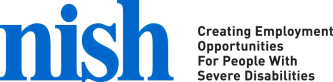 nish
Creating Employment
Opportunities
For People With
Severe Disabilities